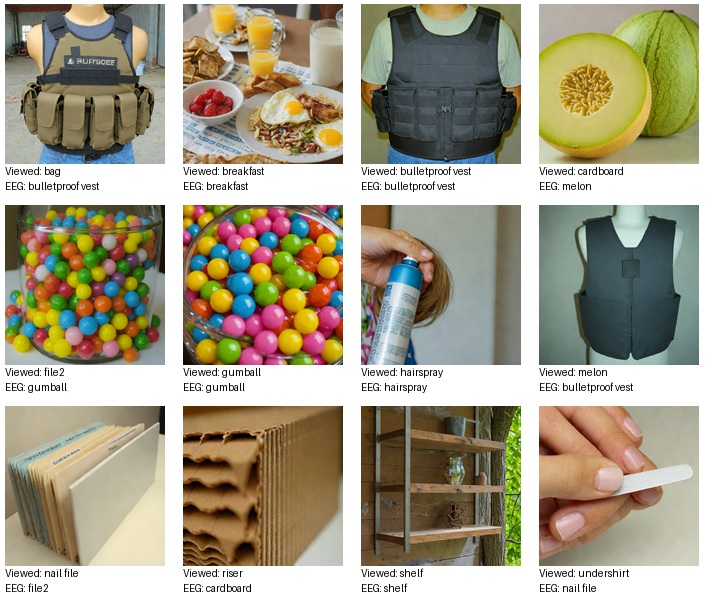 RUFFBOEE
Viewed: bag
EEG: bulletproof vest
Viewed: breakfast
EEG: breakfast
Viewed: bulletproof vest
EEG: bulletproof vest
Viewed: cardboard
EEG: melon
Viewed: file2
EEG: gumball
Viewed: gumball
EEG: gumball
Viewed: hairspray
EEG: hairspray
Viewed: melon
EEG: bulletproof vest
Viewed: nail file
EEG: file2
Viewed: riser
EEG: cardboard
Viewed: shelf
EEG: shelf
Viewed: undershirt
EEG: nail file